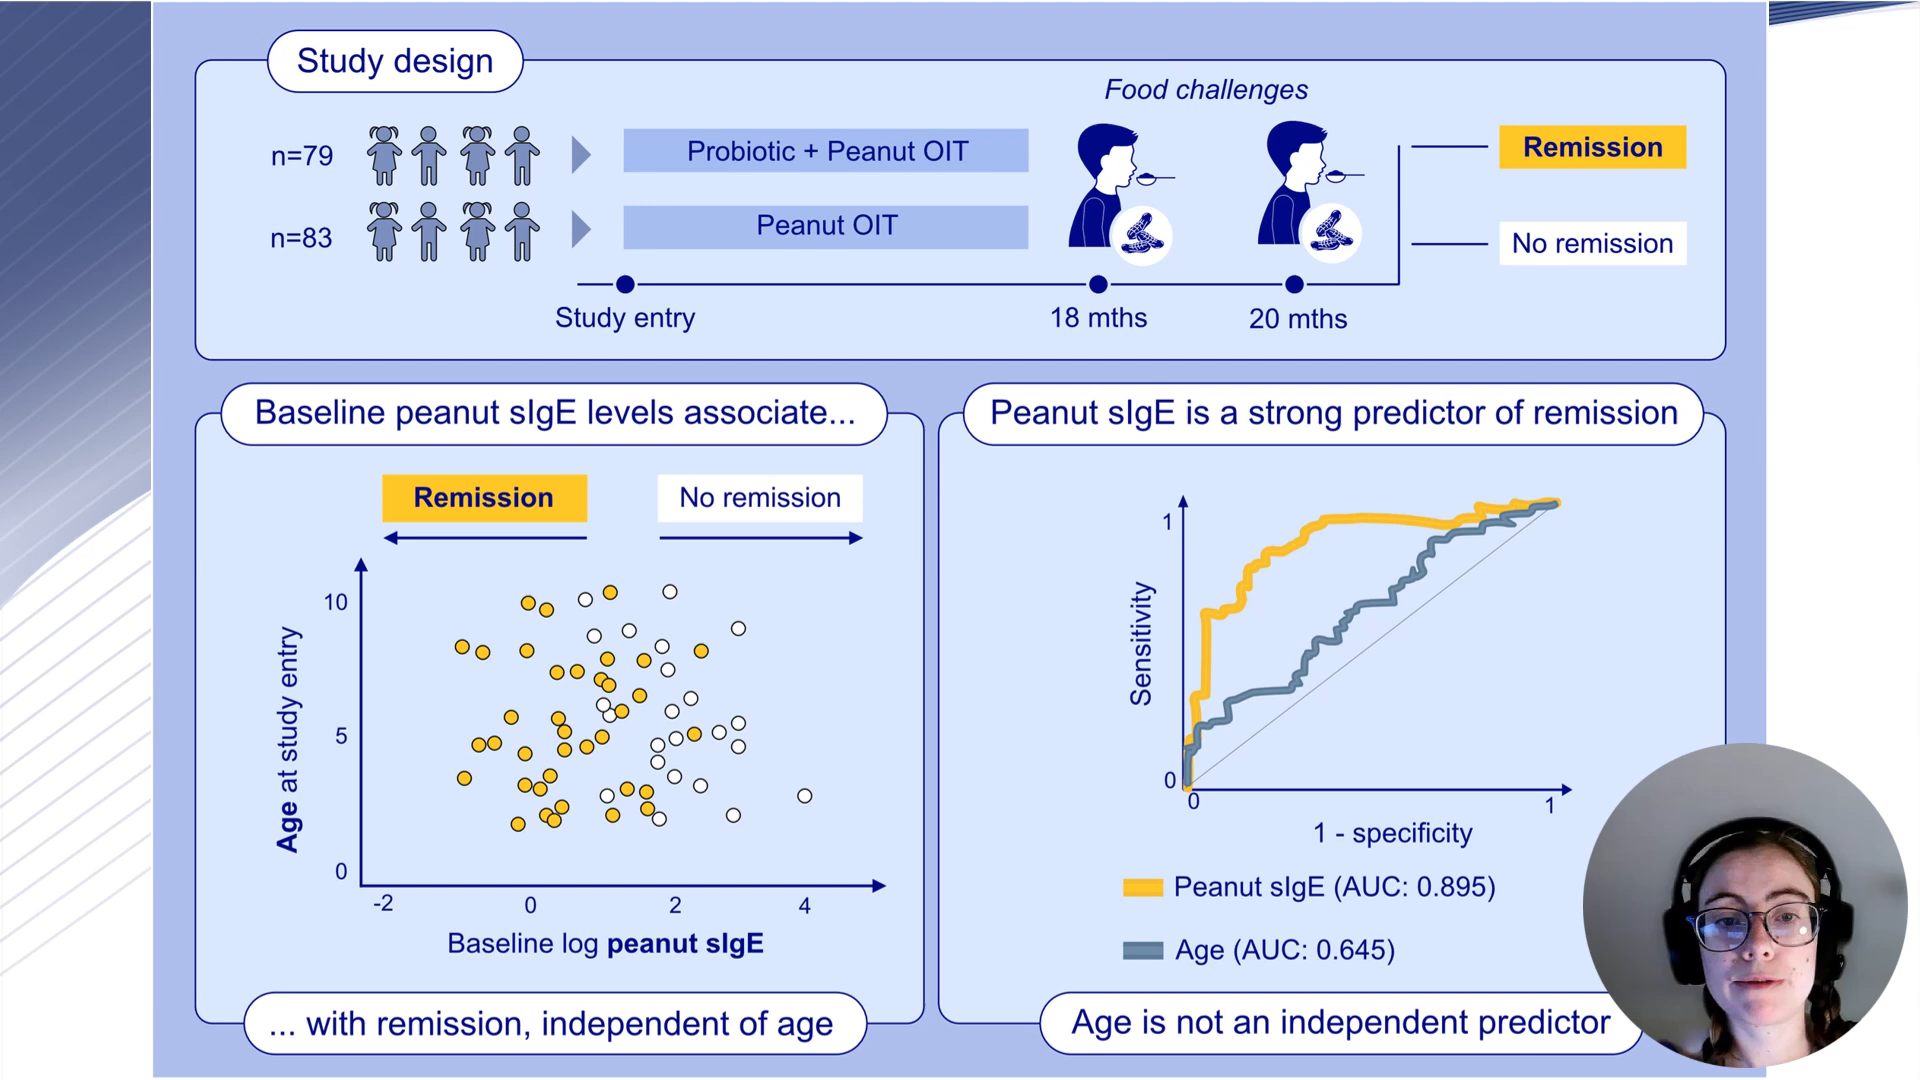 Study design
Food challenges
n=79
Probiotic + Peanut OIT
Remission
n=83
Peanut OIT
No remission
Study entry
18 mths
20 mths
Baseline peanut sIgE levels associate...
Remission
No remission
10
5
0
Age at study entry
-2
0
2
4
Baseline log peanut sIgE
... with remission, independent of age
Peanut sIgE is a strong predictor of remission
1
Sensitivity
0
0
1
1 - specificity
Peanut sIgE (AUC: 0.895)
Age (AUC: 0.645)
Age is not an independent predictor